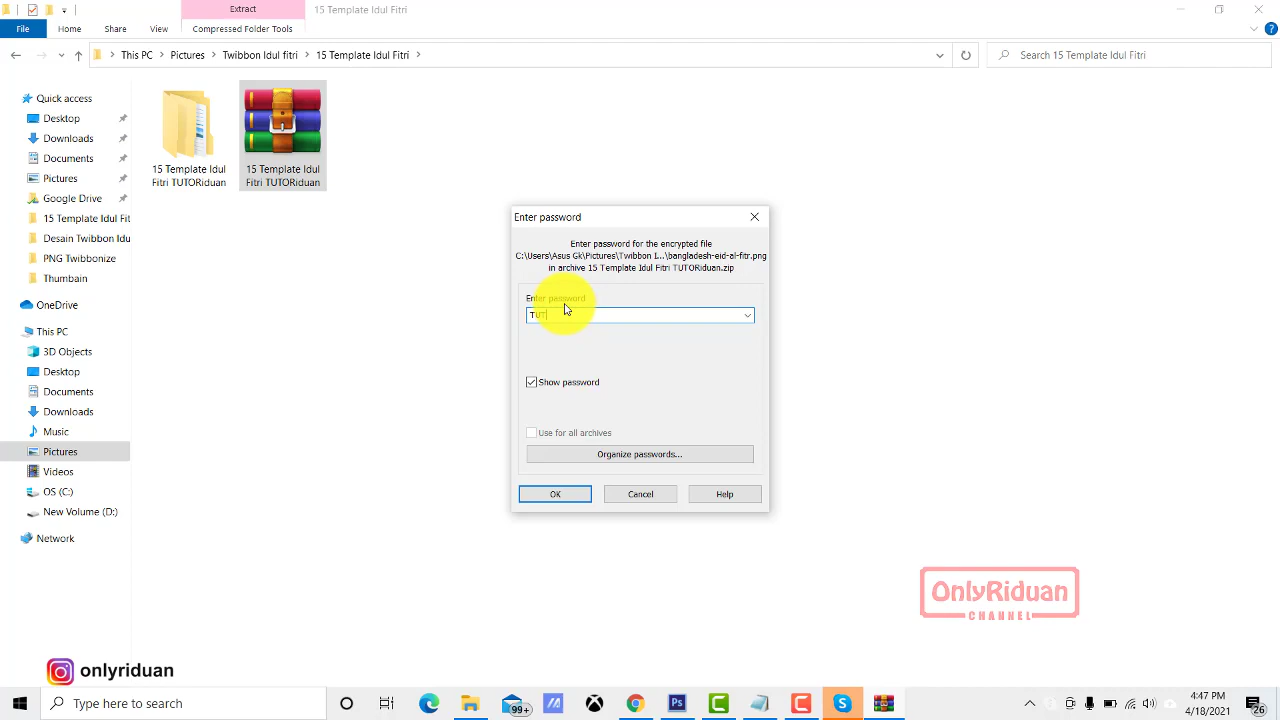 Extract
15 Template Idul Fitri
File
Home
Share
View
Compressed Folder Tools
This PC
Pictures
Twibbon Idul fitri
15 Template Idul Fitri
Search 15 Template Idul Fitri
Quick access
Desktop
Downloads
Documents
Pictures
Google Drive
15 Template Idul Fit
Desain Twibbon Idu
PNG Twibbonize
Thumbain
OneDrive
This PC
3D Objects
Desktop
Documents
Downloads
Music
Pictures
Videos
OS (C:)
New Volume (D:)
Network
15 Template Idul
Fitri TUTORiduan
15 Template Idul
Fitri TUTORiduan
Enter password
Enter password for the encrypted file
C:\Users\Asus Gk\Pictures\Twibbon I...\bangladesh-eid-al-fitr.png
in archive 15 Template Idul Fitri TUTORiduan.zip
Enter password
TUT
Show password
Use for all archives
Organize passwords...
OK
Cancel
Help
OnlyRiduan
CHANNEL
onlyriduan
Type here to search
99+
Ps
4:47 PM
4/18/2021
26